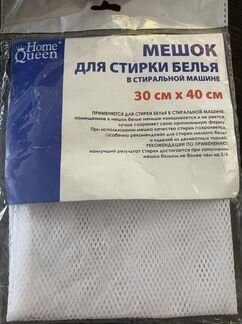 Home
Queen
МЕШОК
ДЛЯ СТИРКИ БЕЛЬЯ
В СТИРАЛЬНОЙ МАШИНЕ
30 см х 40 см
ПРИМЕНЯЕТСЯ ДЛЯ СТИРКИ БЕЛЬЯ В СТИРАЛЬНОЙ МАШИНЕ,
помещенное в мешок белье меньше изнашивается и не рвется,
лучше сохраняет свою оригинальную форму.
При использовании мешка качество стирки сохраняется.
Особенно рекомендован для стирки мелкого белья
и изделий из деликатных тканей.
РЕКОМЕНДАЦИИ ПО ПРИМЕНЕНИЮ:
наилучший результат стирки достигается при заполнении
мешка бельем не более чем на 3/4